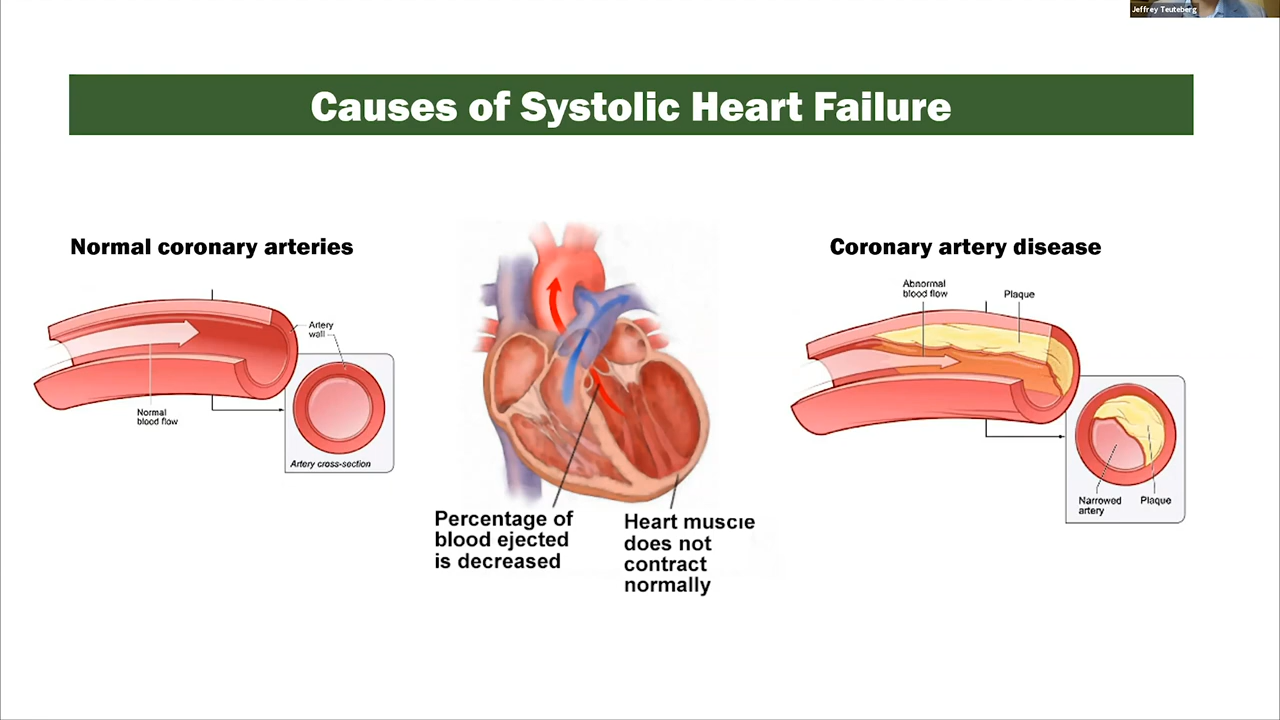 Jeffrey Teuteberg
Causes of Systolic Heart Failure
Normal coronary arteries
Artery
wall
Normal
blood flow
Artery cross-section
Percentage of
blood ejected
is decreased
Heart muscle
does not
contract
normally
Coronary artery disease
Abnormal
blood flow
Plaque
Narrowed
artery
Plaque